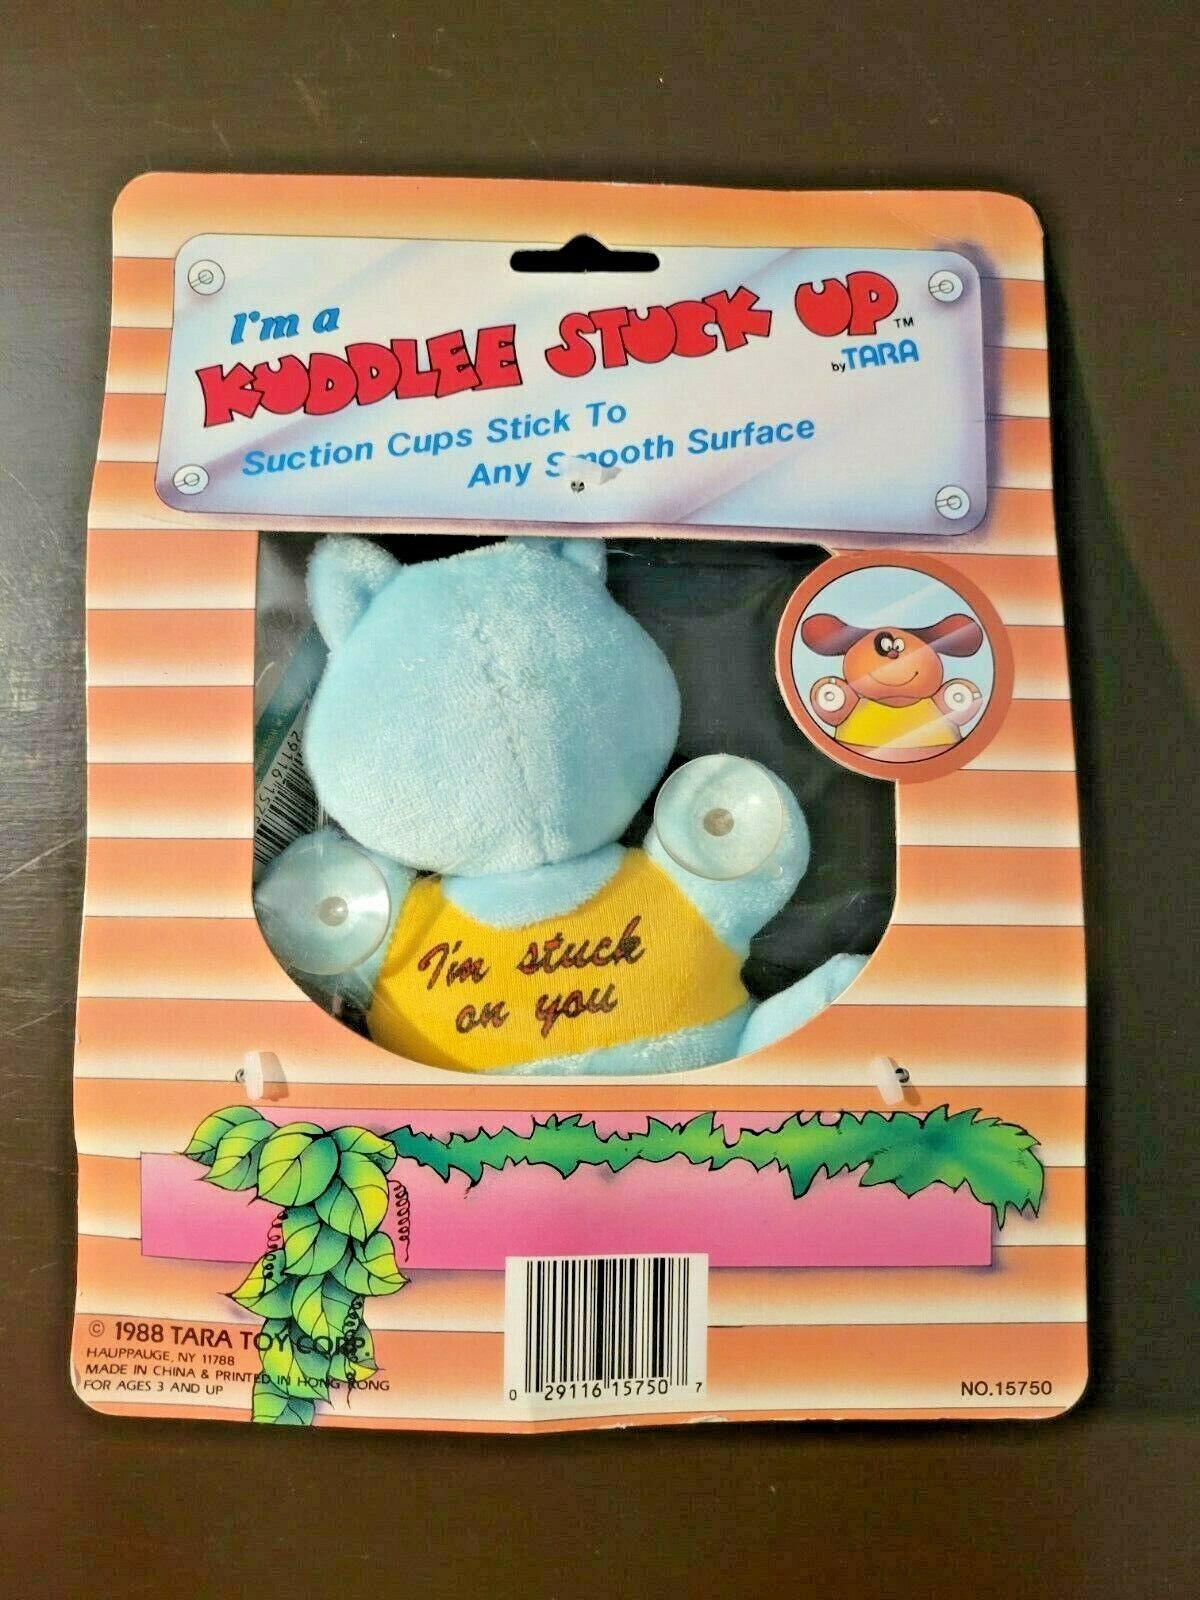 I'm a
KUDDLEE STUCK UP™
by TARA
Suction Cups Stick To
Any Smooth Surface
29116 157
I'm stuck
on you
© 1988 TARA TOY CORP.
HAUPPAUGE, NY 11788
MADE IN CHINA & PRINTED IN HONG KONG
FOR AGES 3 AND UP
0 29116 15750 7
NO.15750